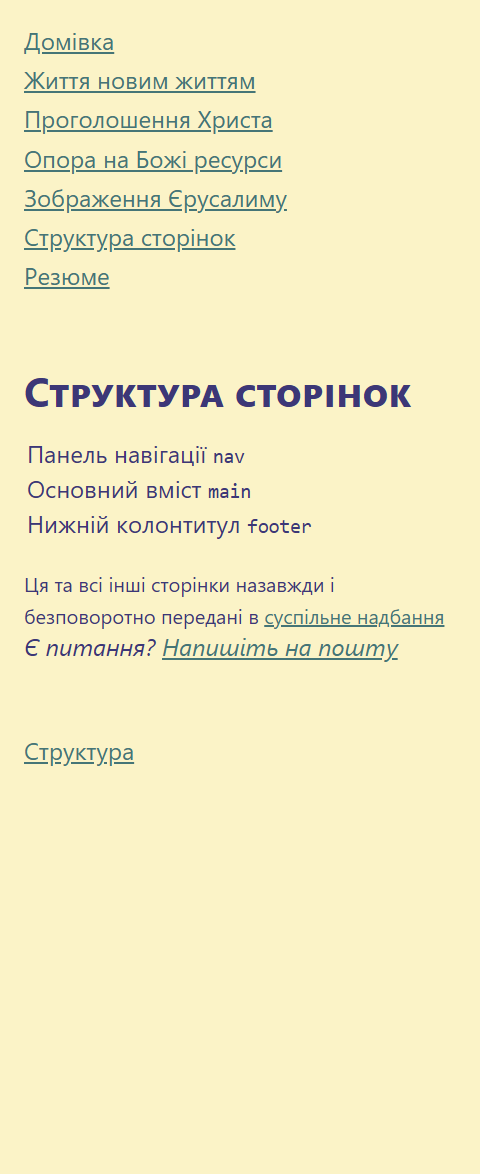 Домівка
Життя новим життям
Проголошення Христа
Опора на Божі ресурси
Зображення Єрусалиму
Структура сторінок
Резюме
Структура сторінок
Панель навігації nav
Основний вміст main
Нижній колонтитул footer
Ця та всі інші сторінки назавжди і
безповоротно передані в суспільне надбання
Є питання? Напишіть на пошту
Структура